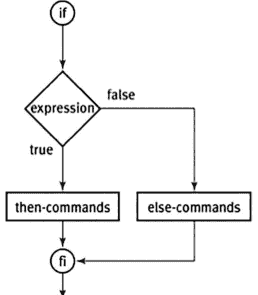 if
expression
false
true
then-commands
else-commands
fi